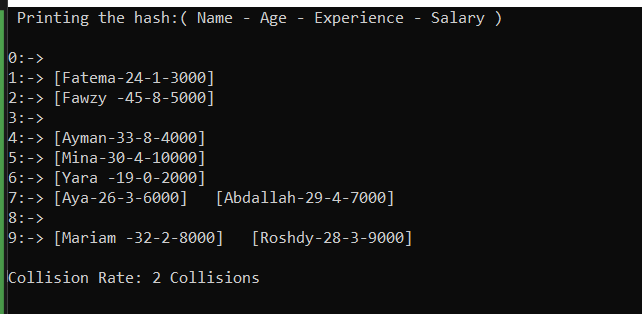 Printing the hash:( Name - Age - Experience - Salary )
0:->
1:-> [Fatema-24-1-3000]
2:-> [Fawzy -45-8-5000]
3:->
4:-> [Ayman-33-8-4000]
5:-> [Mina-30-4-10000]
6:-> [Yara -19-0-2000]
7:-> [Aya-26-3-6000]   [Abdallah-29-4-7000]
8:->
9:-> [Mariam -32-2-8000]   [Roshdy-28-3-9000]
Collision Rate: 2 Collisions